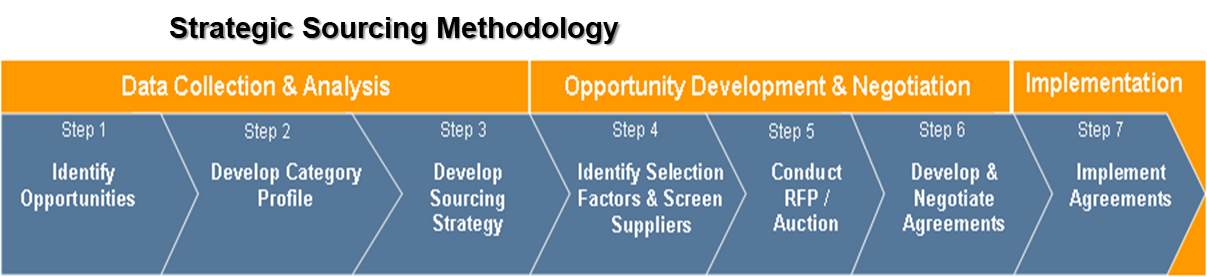 Strategic Sourcing Methodology
Data Collection & Analysis
Opportunity Development & Negotiation
Implementation
Step 1
Identify
Opportunities
Step 2
Develop Category
Profile
Step 3
Develop
Sourcing
Strategy
Step 4
Identify Selection
Factors & Screen
Suppliers
Step 5
Conduct
RFP /
Auction
Step 6
Develop &
Negotiate
Agreements
Step 7
Implement
Agreements